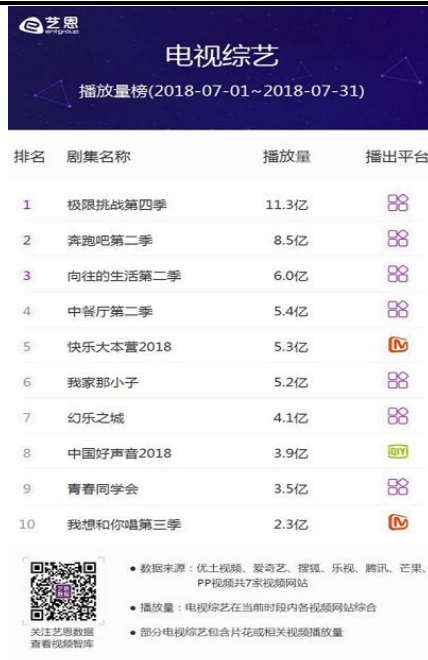 艺恩
entgroup
电视综艺
播放量榜(2018-07-01~2018-07-31)
排名 剧集名称 播放量 播出平台
1 极限挑战第四季 11.3亿
2 奔跑吧第二季 8.5亿
3 向往的生活第二季 6.0亿
4 中餐厅第二季 5.4亿
5 快乐大本营2018 5.3亿
6 我家那小子 5.2亿
7 幻乐之城 4.1亿
8 中国好声音2018 3.9亿 QIY
9 青春同学会 3.5亿
10 我想和你唱第三季 2.3亿
• 数据来源：优土视频、爱奇艺、搜狐、乐视、腾讯、芒果、
PP视频共7家视频网站
• 播放量：电视综艺在当前时段内各视频网站综合
• 部分电视综艺包含片花或相关视频播放量
关注艺恩数据
查看视频智库